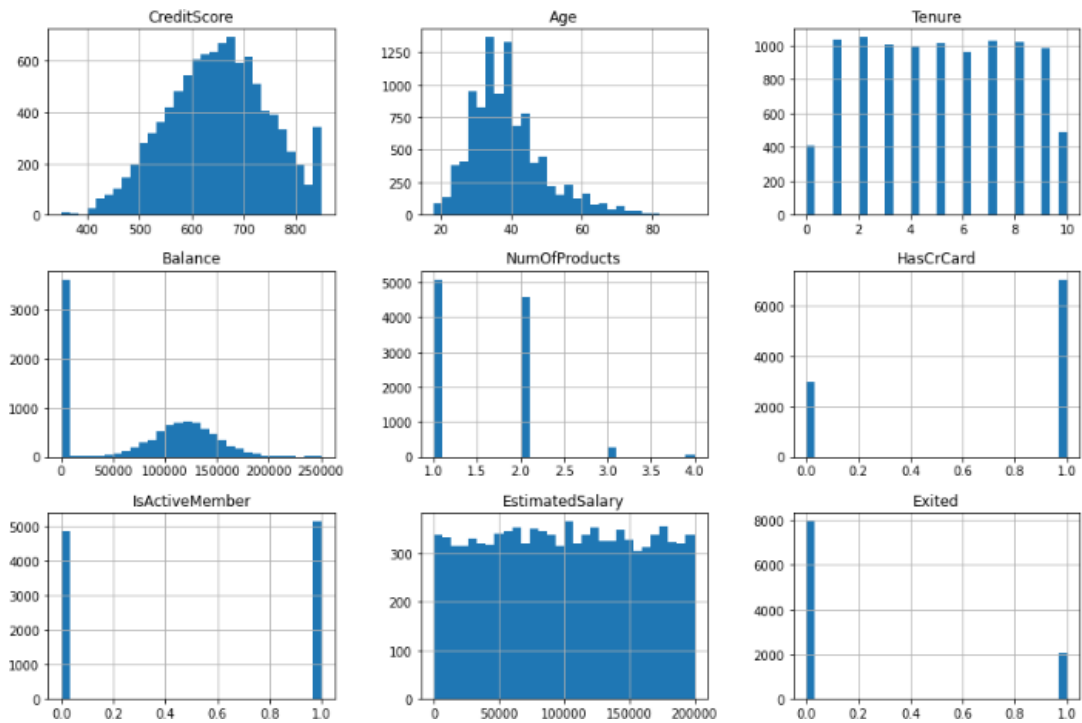 CreditScore
600
400
200
0
400 500 600 700 800
Age
1250
1000
750
500
250
0
20 40 60 80
Tenure
1000
800
600
400
200
0
0 2 4 6 8 10
Balance
3000
2000
1000
0
0 50000 100000 150000 200000 250000
NumOfProducts
5000
4000
3000
2000
1000
0
1.0 1.5 2.0 2.5 3.0 3.5 4.0
HasCrCard
6000
4000
2000
0
0.0 0.2 0.4 0.6 0.8 1.0
IsActiveMember
5000
4000
3000
2000
1000
0
0.0 0.2 0.4 0.6 0.8 1.0
EstimatedSalary
300
200
100
0
0 50000 100000 150000 200000
Exited
8000
6000
4000
2000
0
0.0 0.2 0.4 0.6 0.8 1.0